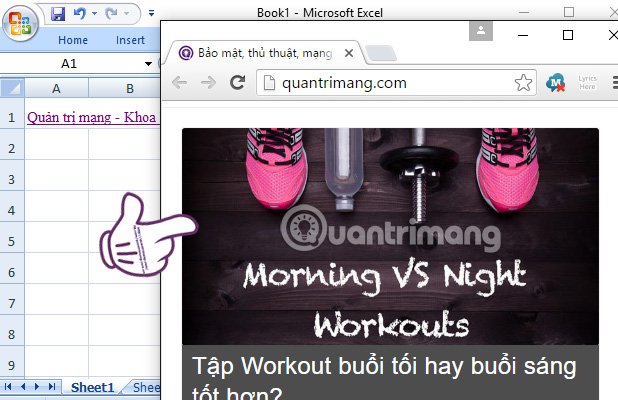 Book1 - Microsoft Excel
Home
Insert
A1
A
B
1
Quản trị mạng - Khoa
2
3
4
5
6
7
8
9
Sheet1
Shee
Bảo mật, thủ thuật, mạng
quantrimang.com
Lyrics
Here
Quantrimang
Morning VS Night
Workouts
Tập Workout buổi tối hay buổi sáng
tốt hơn?